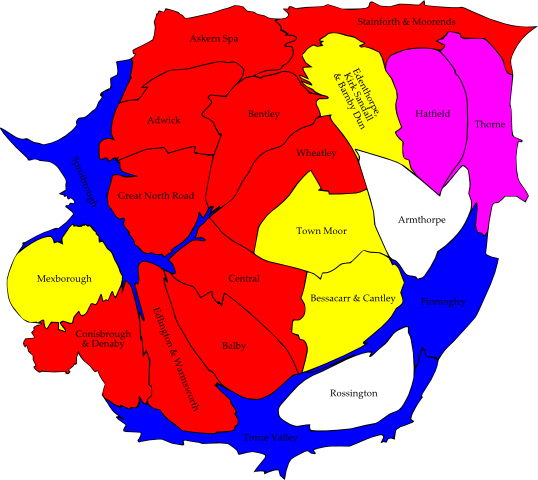 Stainforth & Moorends
Askern Spa
Edenthorpe,
Kirk Sandall
& Barnby Dun
Adwick
Bentley
Hatfield
Thorne
Wheatley
Sprotbrough
Great North Road
Armthorpe
Town Moor
Mexborough
Central
Bessacarr & Cantley
Finningley
Conisbrough
& Denaby
Edlington & Warmsworth
Balby
Rossington
Torne Valley